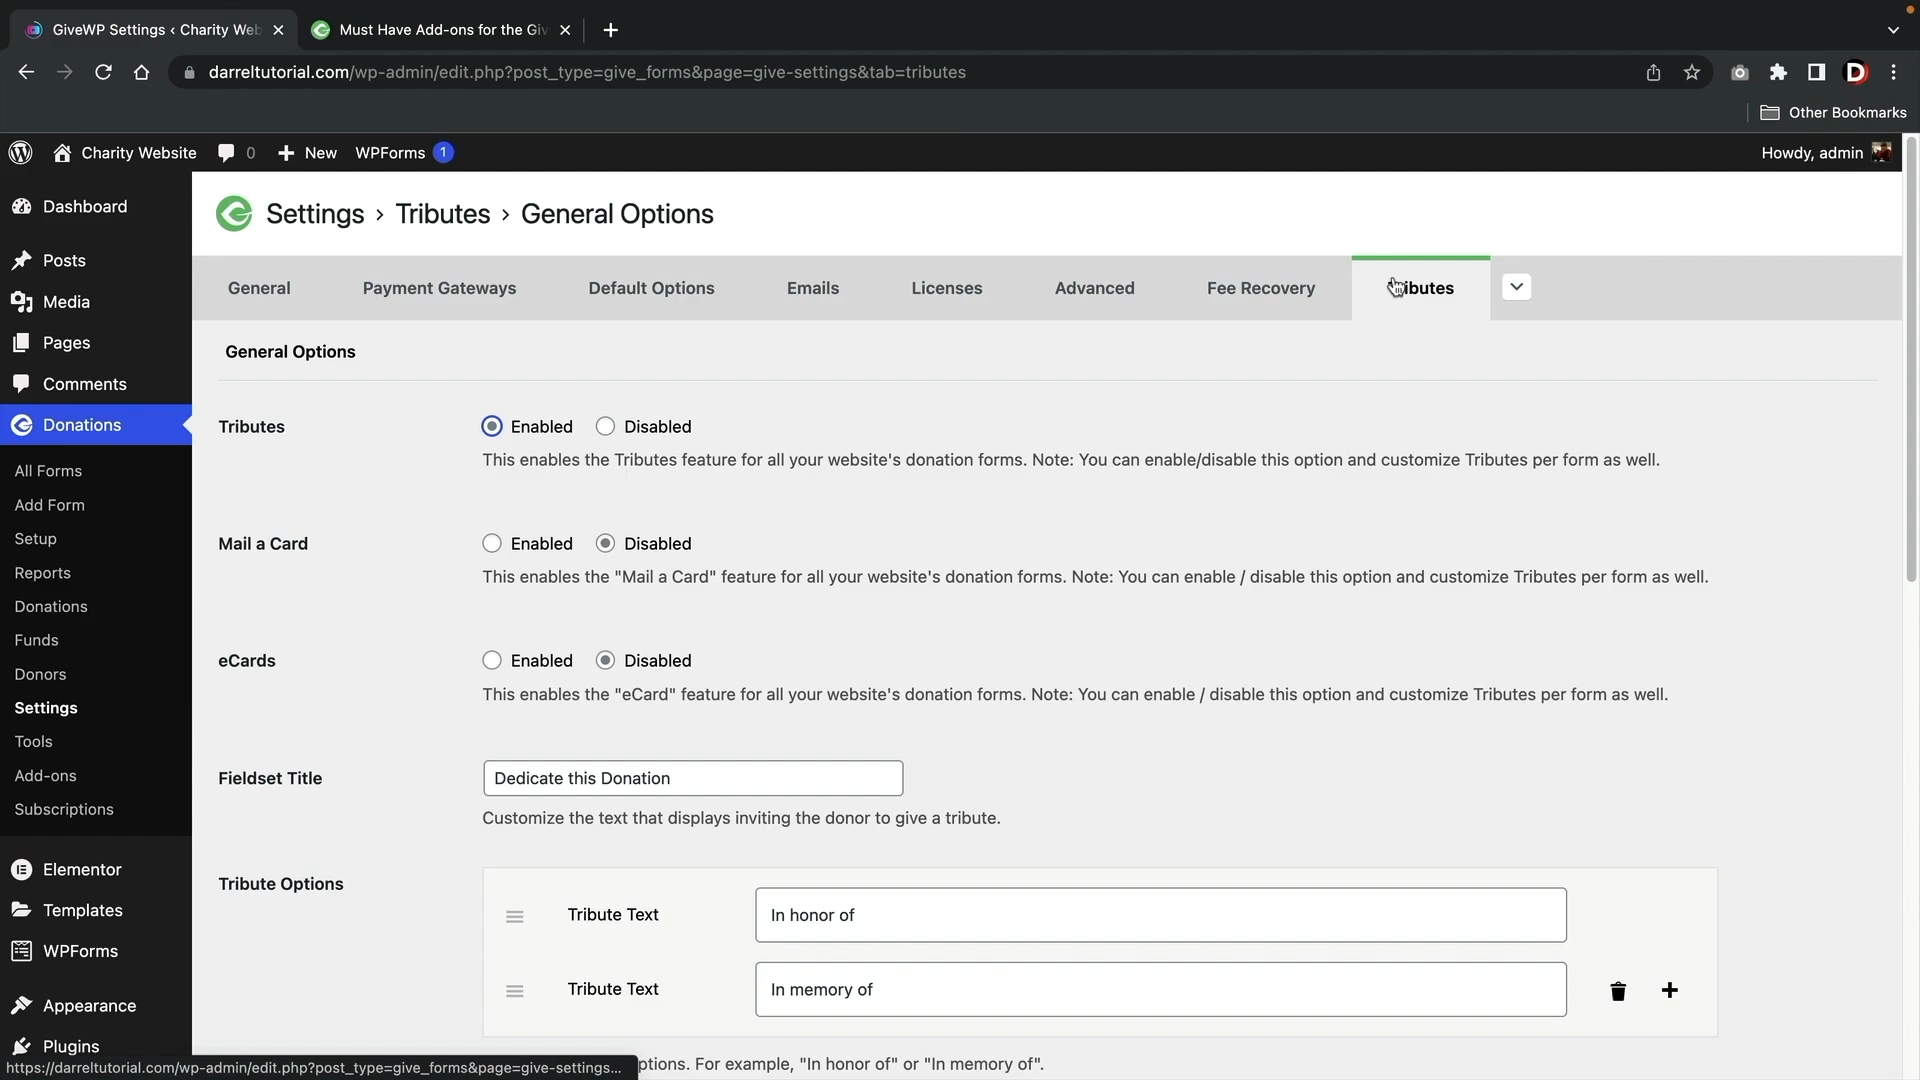 GiveWP Settings ‹ Charity Web
Must Have Add-ons for the Giv
darreltutorial.com/wp-admin/edit.php?post_type=give_forms&page=give-settings&tab=tributes
Other Bookmarks
Charity Website
0
New
WPForms 1
Howdy, admin
Dashboard
Posts
Media
Pages
Comments
Donations
All Forms
Add Form
Setup
Reports
Donations
Funds
Donors
Settings
Tools
Add-ons
Subscriptions
Elementor
Templates
WPForms
Appearance
Plugins
Settings › Tributes › General Options
General
Payment Gateways
Default Options
Emails
Licenses
Advanced
Fee Recovery
Tributes
General Options
Tributes
Enabled Disabled
This enables the Tributes feature for all your website's donation forms. Note: You can enable/disable this option and customize Tributes per form as well.
Mail a Card
Enabled Disabled
This enables the "Mail a Card" feature for all your website's donation forms. Note: You can enable / disable this option and customize Tributes per form as well.
eCards
Enabled Disabled
This enables the "eCard" feature for all your website's donation forms. Note: You can enable / disable this option and customize Tributes per form as well.
Fieldset Title
Dedicate this Donation
Customize the text that displays inviting the donor to give a tribute.
Tribute Options
Tribute Text
In honor of
Tribute Text
In memory of
ptions. For example, "In honor of" or "In memory of".
https://darreltutorial.com/wp-admin/edit.php?post_type=give_forms&page=give-settings...